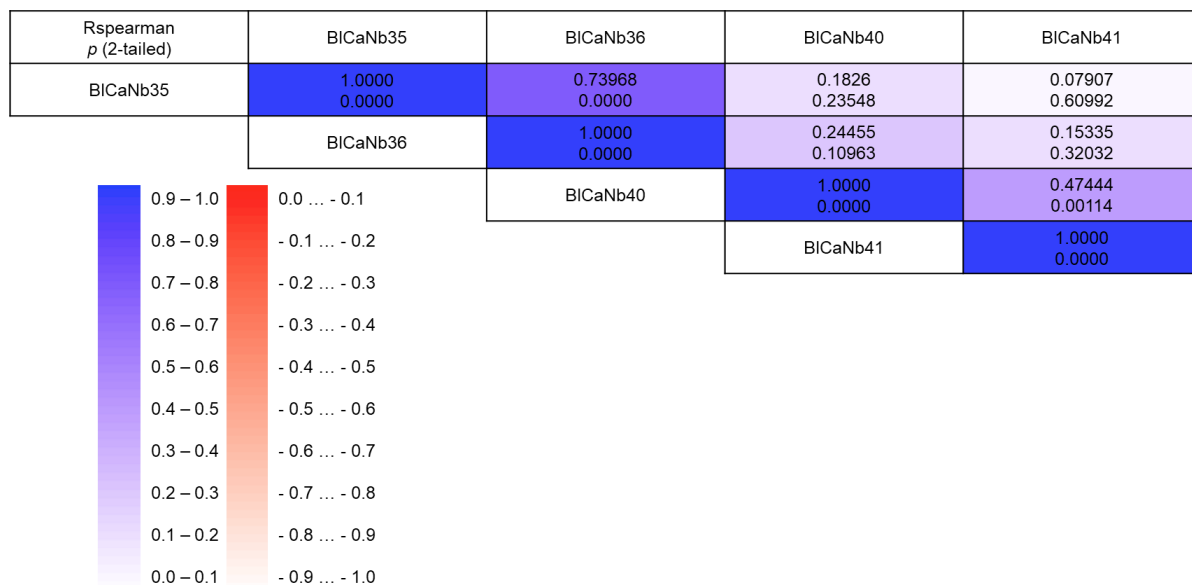 Rspearman
p (2-tailed)
BlCaNb35
BlCaNb36
BlCaNb40
BlCaNb41
BlCaNb35
1.0000
0.0000
0.73968
0.0000
0.1826
0.23548
0.07907
0.60992
BlCaNb36
1.0000
0.0000
0.24455
0.10963
0.15335
0.32032
BlCaNb40
1.0000
0.0000
0.47444
0.00114
BlCaNb41
1.0000
0.0000
0.9 – 1.0
0.8 – 0.9
0.7 – 0.8
0.6 – 0.7
0.5 – 0.6
0.4 – 0.5
0.3 – 0.4
0.2 – 0.3
0.1 – 0.2
0.0 – 0.1
0.0 ... - 0.1
- 0.1 ... - 0.2
- 0.2 ... - 0.3
- 0.3 ... - 0.4
- 0.4 ... - 0.5
- 0.5 ... - 0.6
- 0.6 ... - 0.7
- 0.7 ... - 0.8
- 0.8 ... - 0.9
- 0.9 ... - 1.0